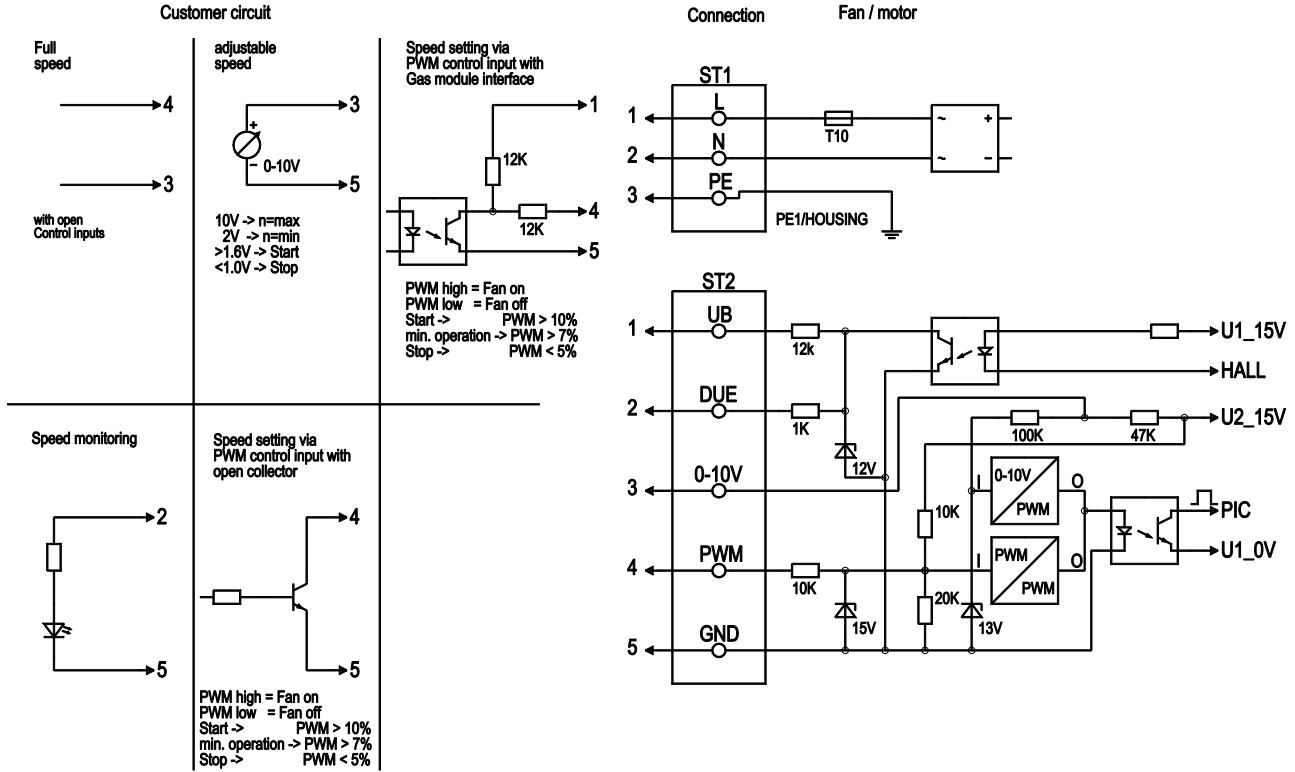 Customer circuit
Connection
Fan / motor
Full
speed
4
3
with open
Control inputs
adjustable
speed
3
+
–
0-10V
5
10V -> n=max
2V -> n=min
>1.6V -> Start
<1.0V -> Stop
Speed setting via
PWM control input with
Gas module interface
1
12K
4
12K
5
PWM high = Fan on
PWM low = Fan off
Start -> PWM > 10%
min. operation -> PWM > 7%
Stop -> PWM < 5%
Speed monitoring
2
5
Speed setting via
PWM control input with
open collector
4
5
PWM high = Fan on
PWM low = Fan off
Start -> PWM > 10%
min. operation -> PWM > 7%
Stop -> PWM < 5%
ST1
1
L
T10
~
+
2
N
~
–
3
PE
PE1/HOUSING
ST2
1
UB
12k
U1_15V
HALL
2
DUE
1K
100K
47K
U2_15V
12V
3
0-10V
I
0-10V
PWM
O
10K
PIC
U1_0V
4
PWM
10K
I
PWM
PWM
O
15V
20K
13V
5
GND